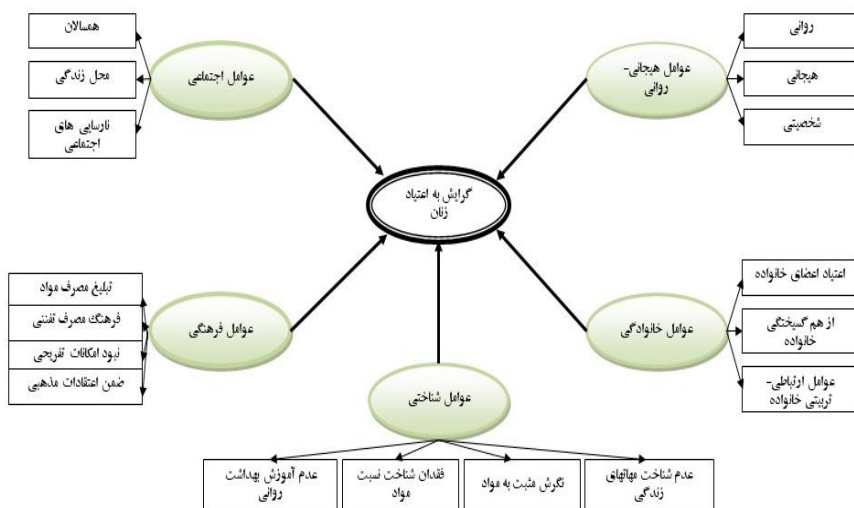 همسالان
محل زندگی
نارسایی های
اجتماعی
عوامل اجتماعی
روانی
هیجانی
شخصیتی
عوامل هیجانی-
روانی
گرایش به اعتیاد
زنان
تبلیغ مصرف مواد
فرهنگ مصرف تفننی
نبود امکانات تفریحی
ضمن اعتقادات مذهبی
عوامل فرهنگی
اعتیاد اعضای خانواده
از هم گسیختگی
خانواده
عوامل ارتباطی-
تربیتی خانواده
عوامل خانوادگی
عوامل شناختی
عدم شناخت مهاتهای
زندگی
نگرش مثبت به مواد
فقدان شناخت نسبت
مواد
عدم آموزش بهداشت
روانی